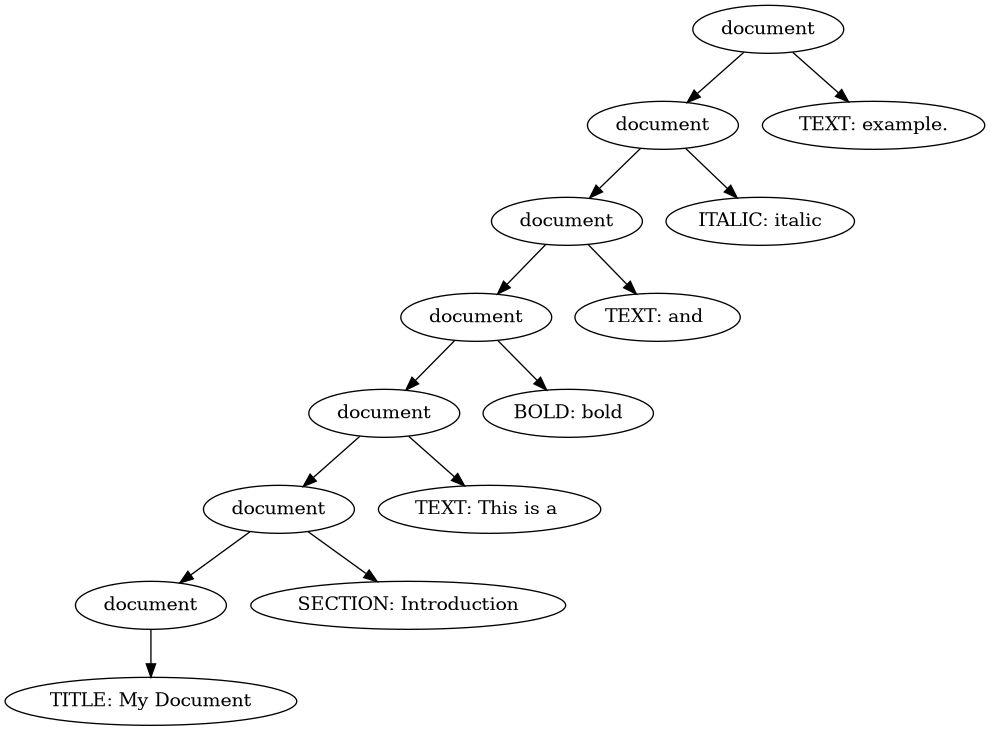 document
document
TEXT: example.
document
ITALIC: italic
document
TEXT: and
document
BOLD: bold
document
TEXT: This is a
document
SECTION: Introduction
TITLE: My Document